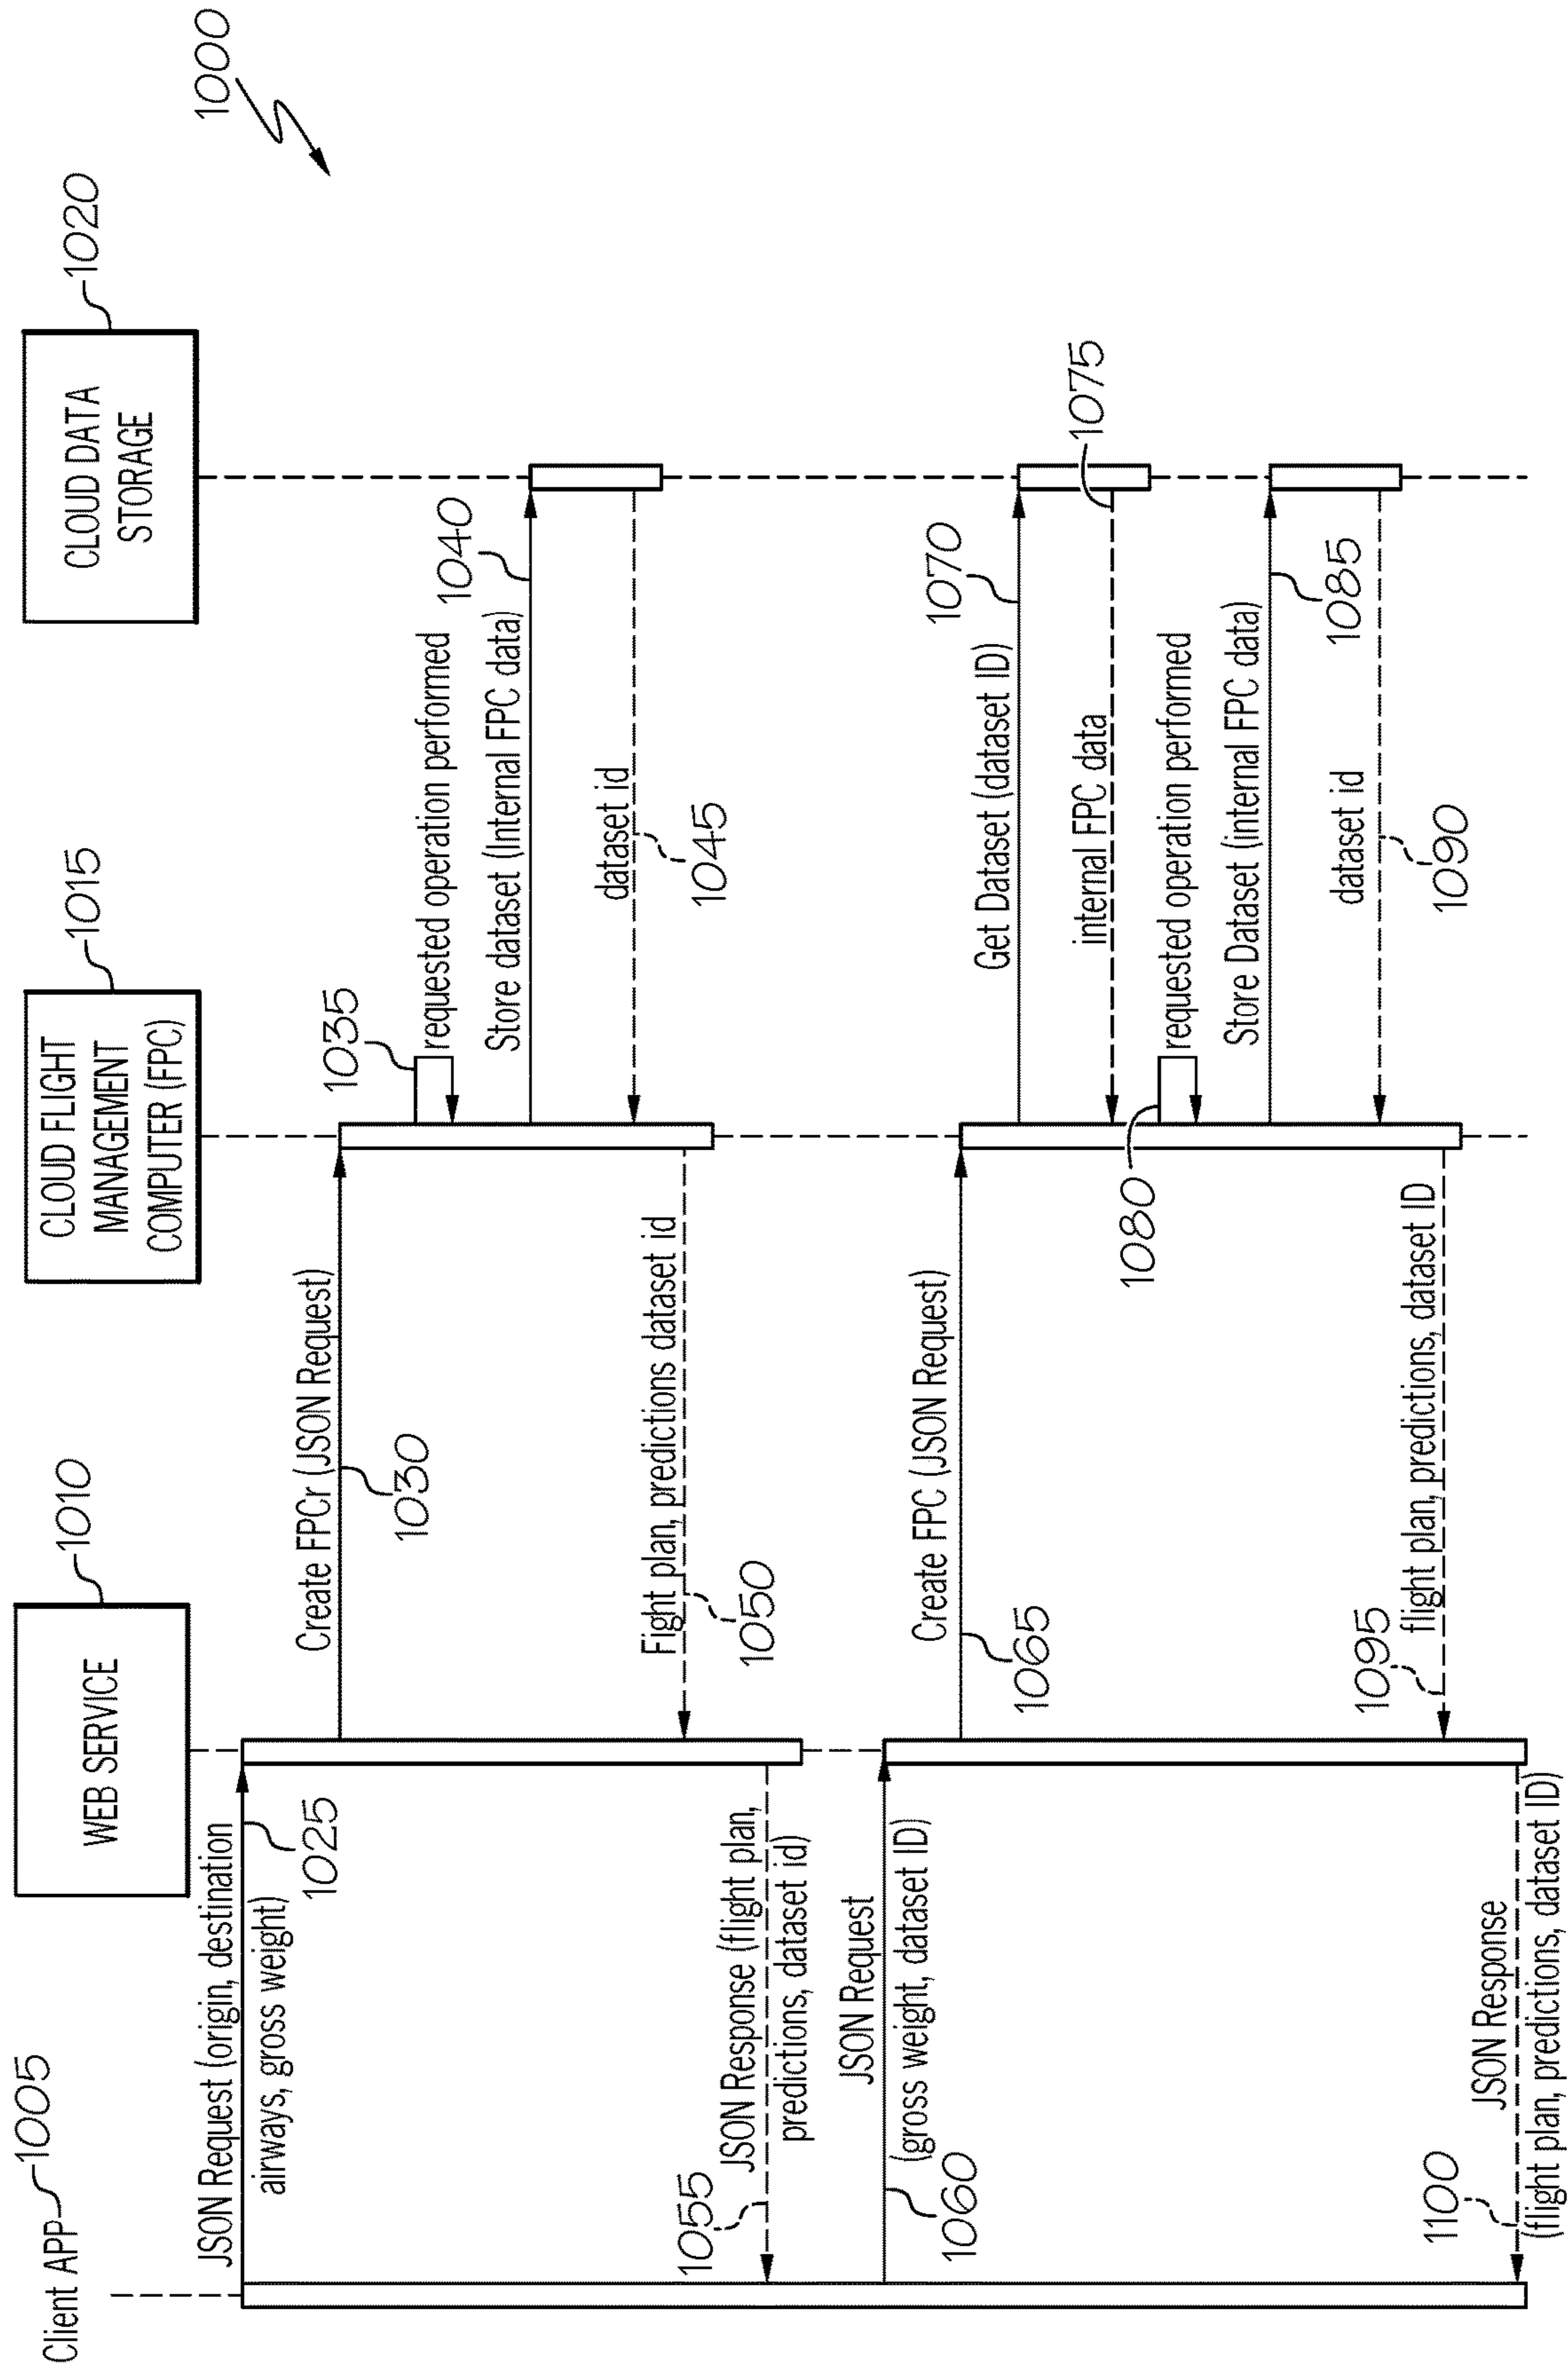 1000
Client APP
1005
WEB SERVICE
1010
CLOUD FLIGHT
MANAGEMENT
COMPUTER (FPC)
1015
CLOUD DATA
STORAGE
1020
JSON Request (origin, destination
airways, gross weight)
1025
Create FPCr (JSON Request)
1030
1035
requested operation performed
Store dataset (Internal FPC data)
1040
dataset id
1045
Fight plan, predictions dataset id
1050
JSON Response (flight plan,
predictions, dataset id)
1055
JSON Request
(gross weight, dataset ID)
1060
Create FPC (JSON Request)
1065
Get Dataset (dataset ID)
1070
internal FPC data
1075
requested operation performed
1080
Store Dataset (internal FPC data)
1085
dataset id
1090
flight plan, predictions, dataset ID
1095
JSON Response
(flight plan, predictions, dataset ID)
1100